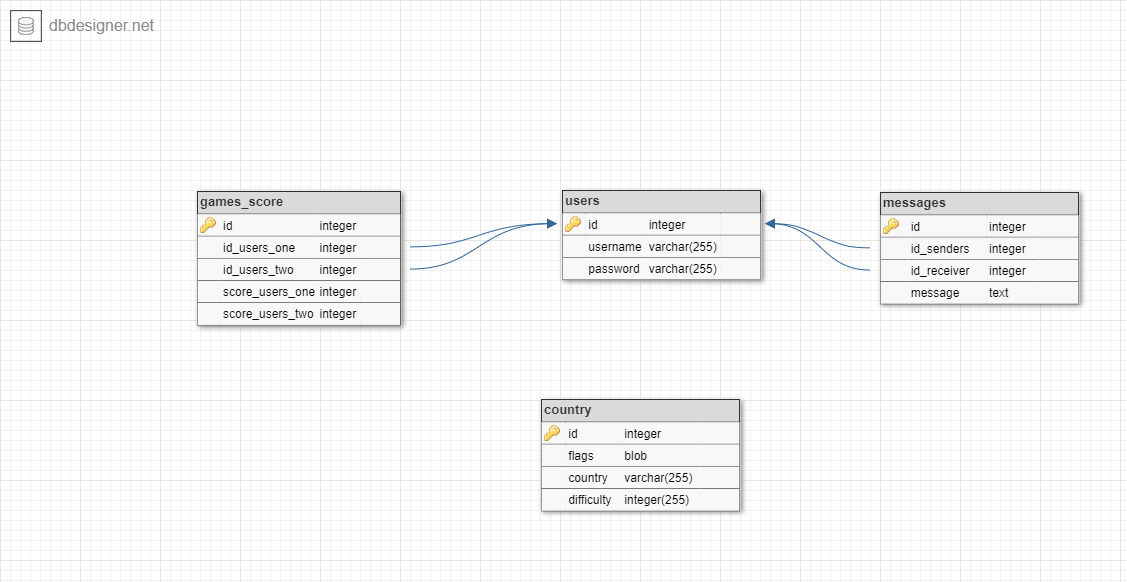 dbdesigner.net
games_score
id integer
id_users_one integer
id_users_two integer
score_users_one integer
score_users_two integer
users
id integer
username varchar(255)
password varchar(255)
messages
id integer
id_senders integer
id_receiver integer
message text
country
id integer
flags blob
country varchar(255)
difficulty integer(255)